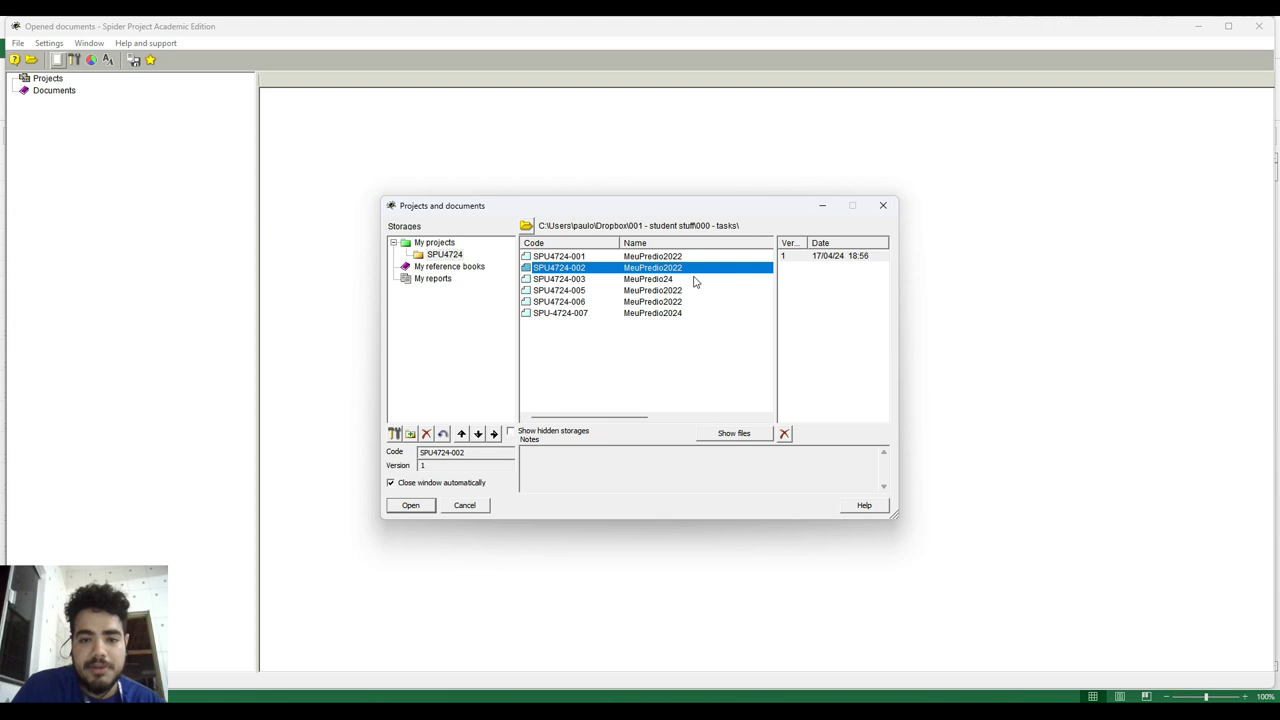 Opened documents - Spider Project Academic Edition
File Settings Window Help and support
Projects
Documents
Projects and documents
Storages
C:\Users\paulo\Dropbox\001 - student stuff\000 - tasks\
My projects
SPU4724
My reference books
My reports
Code Name Ver... Date
SPU4724-001 MeuPredio2022 1 17/04/24 18:56
SPU4724-002 MeuPredio2022
SPU4724-003 MeuPredio24
SPU4724-005 MeuPredio2022
SPU4724-006 MeuPredio2022
SPU-4724-007 MeuPredio2024
Show hidden storages
Show files
Notes
Code SPU4724-002
Version 1
Close window automatically
Open Cancel Help
100%